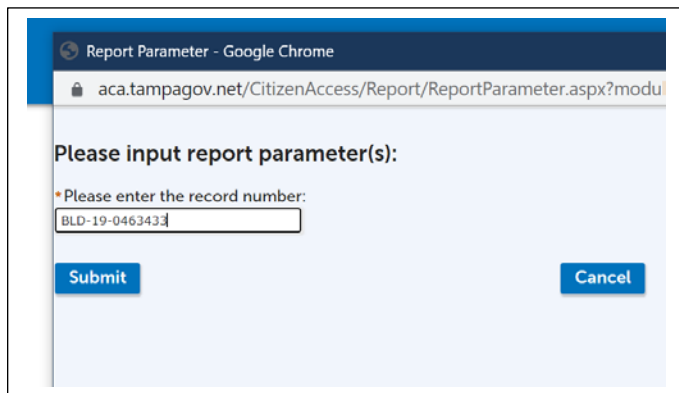 Report Parameter - Google Chrome
aca.tampagov.net/CitizenAccess/Report/ReportParameter.aspx?modul
Please input report parameter(s):
*Please enter the record number:
BLD-19-0463433
Submit Cancel